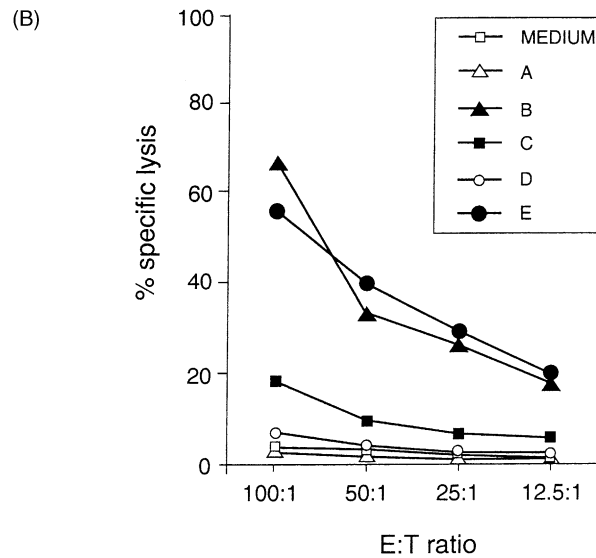 (B)
100
80
60
40
20
0
% specific lysis
MEDIUM
A
B
C
D
E
100:1 50:1 25:1 12.5:1
E:T ratio